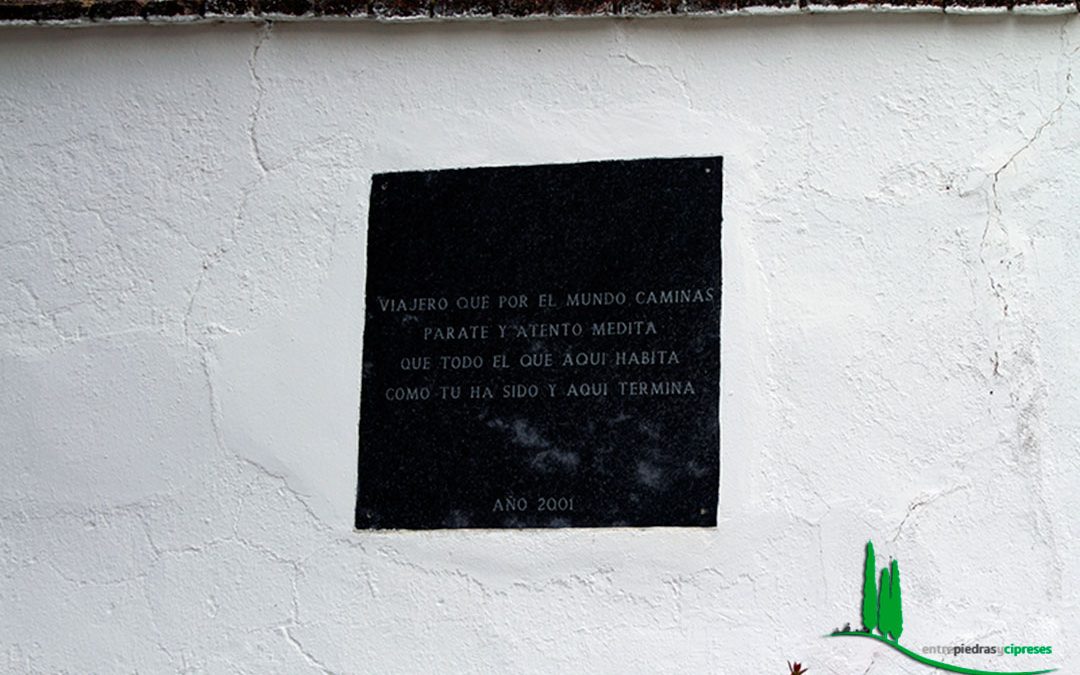 VIAJERO QUE POR EL MUNDO CAMINAS
PARATE Y ATENTO MEDITA
QUE TODO EL QUE AQUI HABITA
COMO TU HA SIDO Y AQUI TERMINA
AÑO 2001
entrepiedrasycipreses